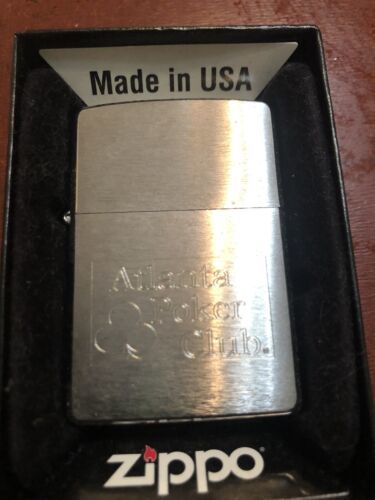 Made in USA
Atlanta
Poker
Club.
zippo